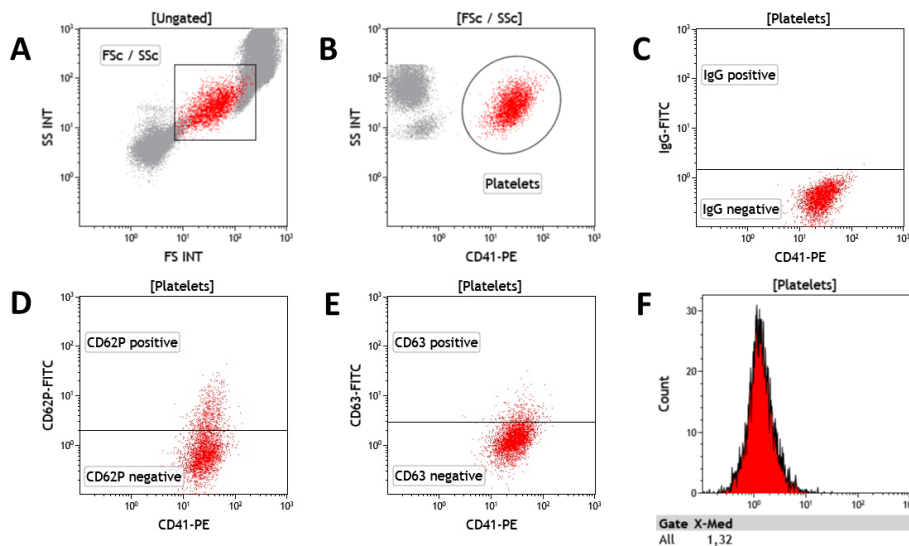 A
[Ungated]
FSc / SSc
SS INT
10³
10²
10¹
10⁰
10⁰ 10¹ 10² 10³
FS INT
B
[FSc / SSc]
SS INT
10³
10²
10¹
10⁰
Platelets
10⁰ 10¹ 10² 10³
CD41-PE
C
[Platelets]
IgG positive
IgG-FITC
10³
10²
10¹
10⁰
IgG negative
10⁰ 10¹ 10² 10³
CD41-PE
D
[Platelets]
CD62P positive
CD62P-FITC
10³
10²
10¹
10⁰
CD62P negative
10⁰ 10¹ 10² 10³
CD41-PE
E
[Platelets]
CD63 positive
CD63-FITC
10³
10²
10¹
10⁰
CD63 negative
10⁰ 10¹ 10² 10³
CD41-PE
F
[Platelets]
Count
30
20
10
0
10⁰ 10¹ 10² 10³
Gate X-Med
All 1,32